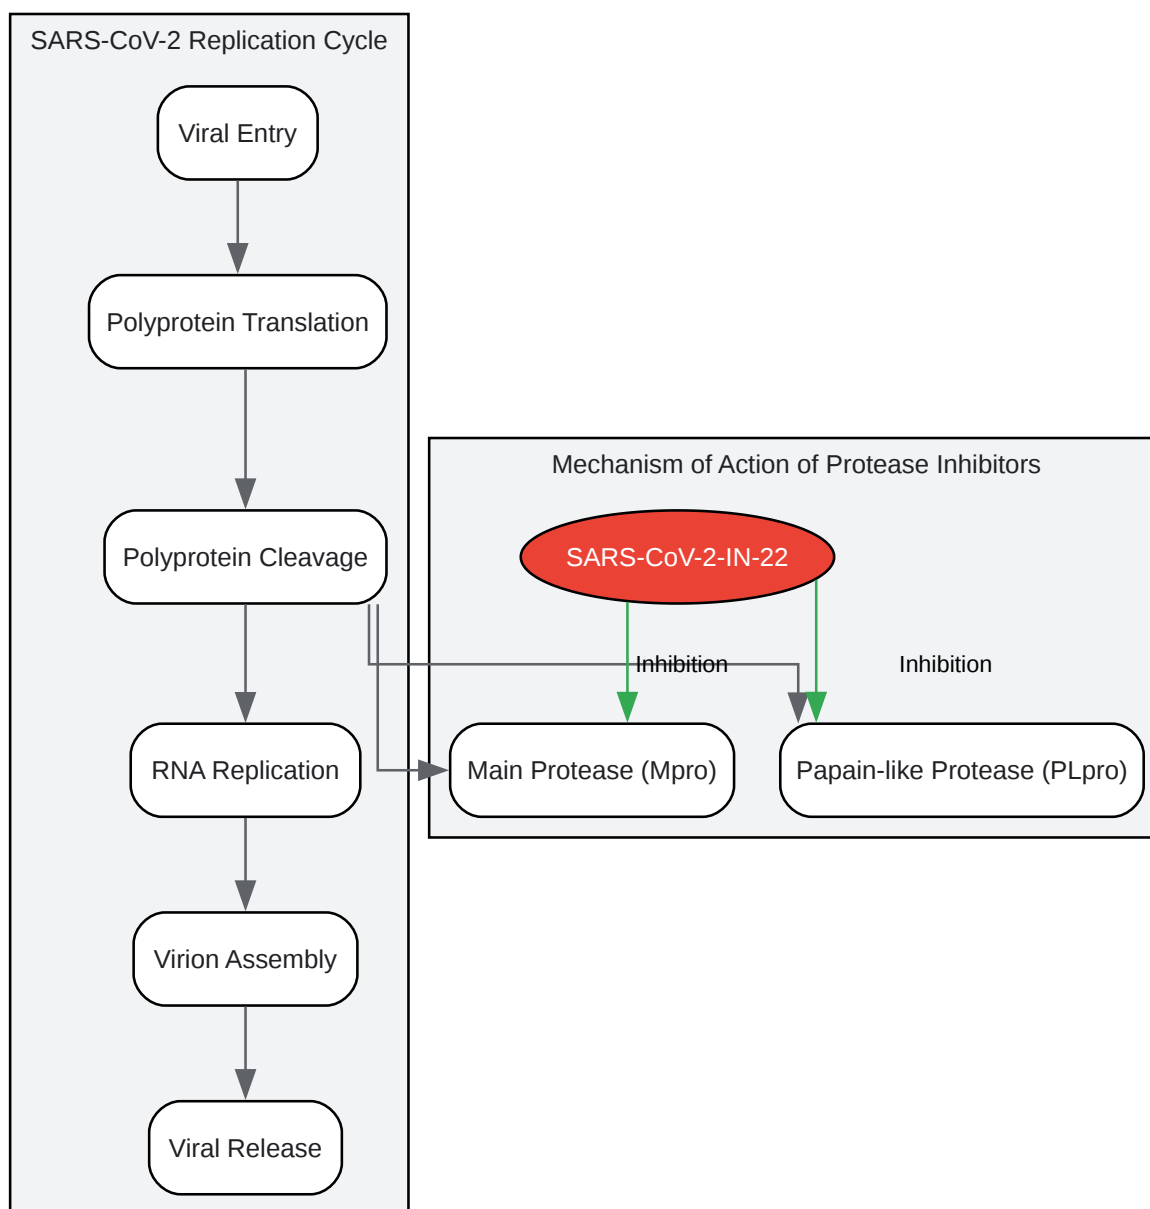 SARS-CoV-2 Replication Cycle
Viral Entry
Polyprotein Translation
Polyprotein Cleavage
RNA Replication
Virion Assembly
Viral Release
Mechanism of Action of Protease Inhibitors
SARS-CoV-2-IN-22
Inhibition
Inhibition
Main Protease (Mpro)
Papain-like Protease (PLpro)